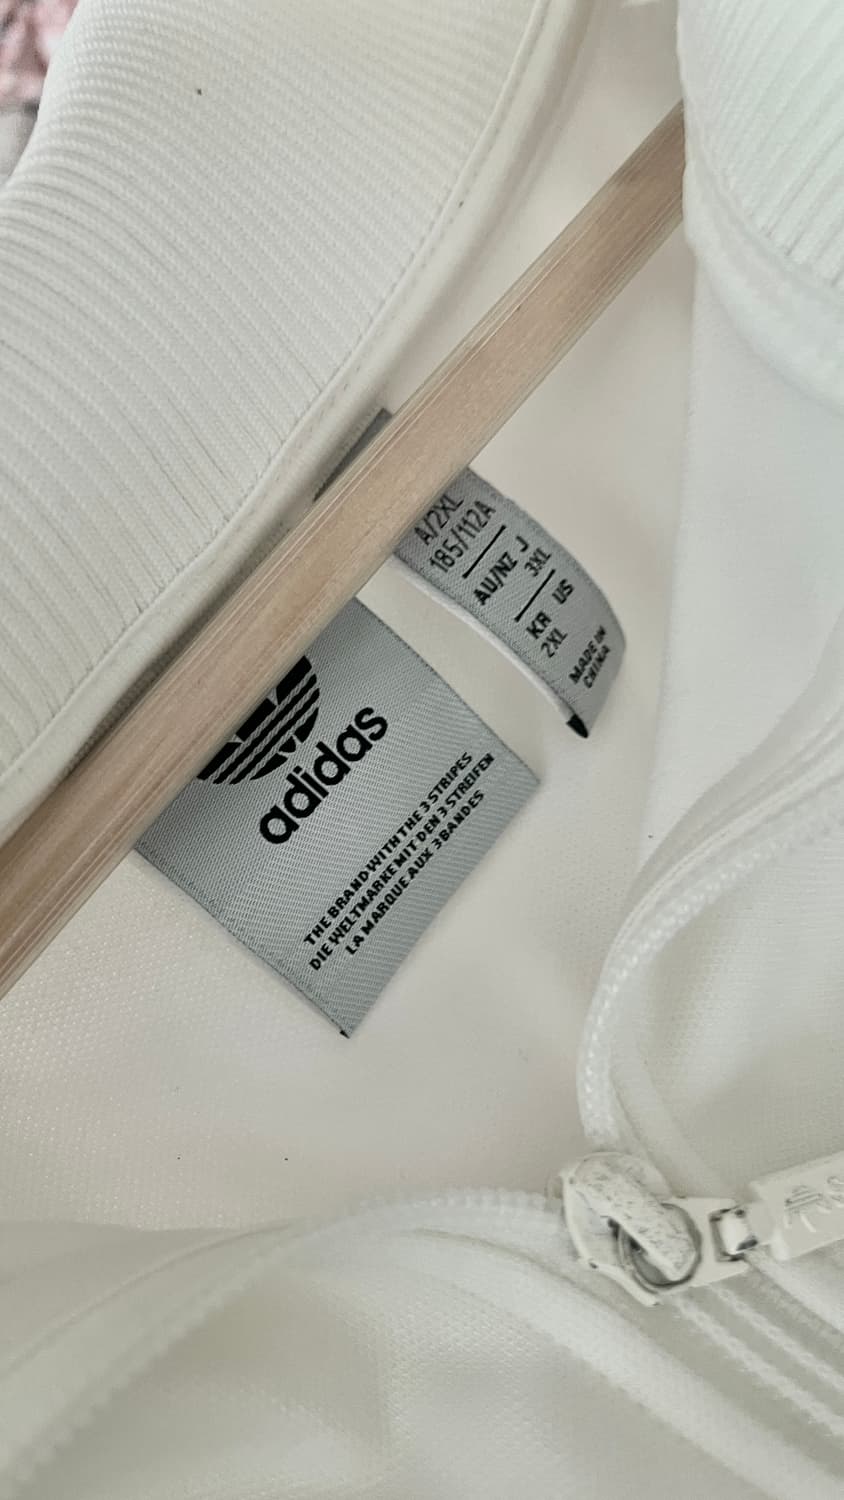 adidas
THE BRAND WITH THE 3 STRIPES
DIE WELTMARKE MIT DEN 3 STREIFEN
LA MARQUE AUX 3 BANDES
A/2XL
185/112A
AU/NZ J
3XL
KR US
2XL
MADE IN
CHINA